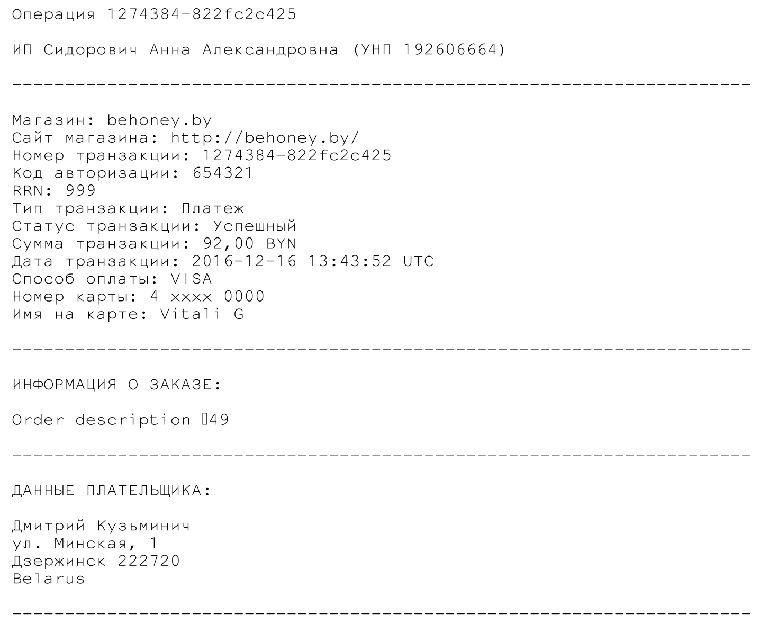 Операция 1274384-822fc2c425
ИП Сидорович Анна Александровна (УНП 192606664)
--------------------------------------------------------------------
Магазин: behoney.by
Сайт магазина: http://behoney.by/
Номер транзакции: 1274384-822fc2c425
Код авторизации: 654321
RRN: 999
Тип транзакции: Платеж
Статус транзакции: Успешный
Сумма транзакции: 92,00 BYN
Дата транзакции: 2016-12-16 13:43:52 UTC
Способ оплаты: VISA
Номер карты: 4 xxxx 0000
Имя на карте: Vitali G
--------------------------------------------------------------------
ИНФОРМАЦИЯ О ЗАКАЗЕ:
Order description ▯49
--------------------------------------------------------------------
ДАННЫЕ ПЛАТЕЛЬЩИКА:
Дмитрий Кузьминич
ул. Минская, 1
Дзержинск 222720
Belarus
--------------------------------------------------------------------